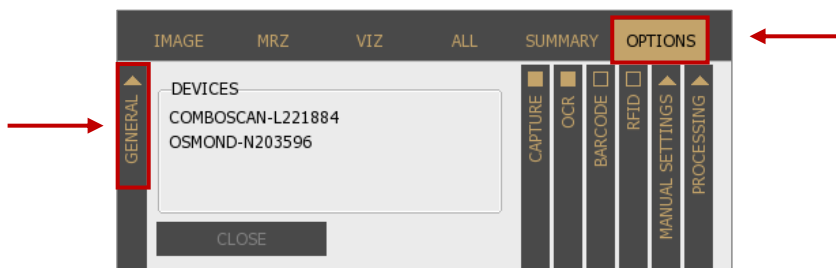 IMAGE MRZ VIZ ALL SUMMARY OPTIONS
GENERAL
DEVICES
COMBOSCAN-L221884
OSMOND-N203596
CLOSE
CAPTURE
OCR
BARCODE
RFID
MANUAL SETTINGS
PROCESSING